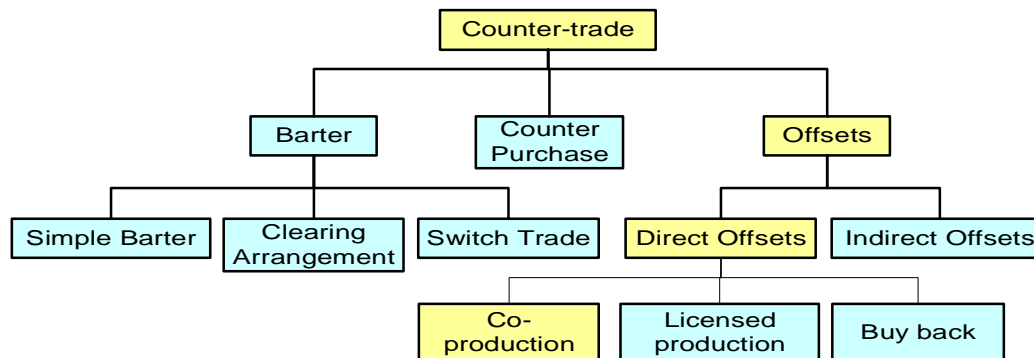 Counter-trade
Barter
Counter
Purchase
Offsets
Simple Barter
Clearing
Arrangement
Switch Trade
Direct Offsets
Indirect Offsets
Co-
production
Licensed
production
Buy back